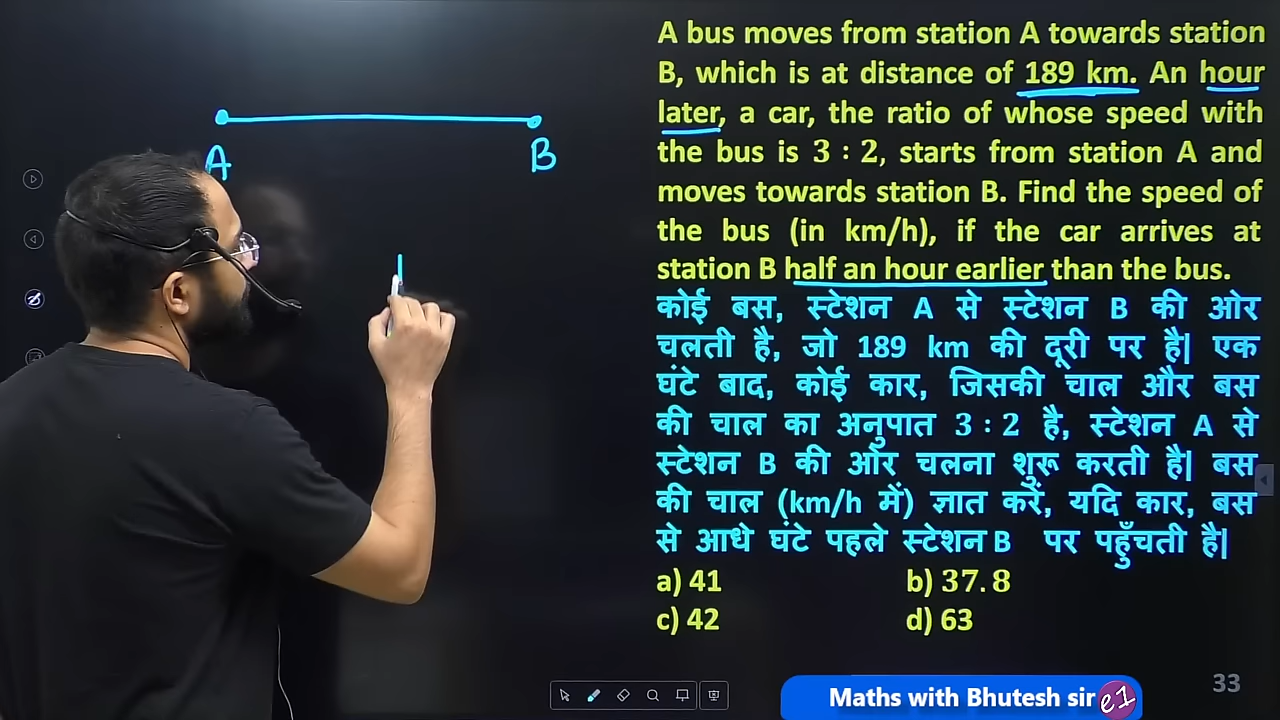 A bus moves from station A towards station
B, which is at distance of 189 km. An hour
later, a car, the ratio of whose speed with
the bus is 3 : 2, starts from station A and
moves towards station B. Find the speed of
the bus (in km/h), if the car arrives at
station B half an hour earlier than the bus.
कोई बस, स्टेशन A से स्टेशन B की ओर
चलती है, जो 189 km की दूरी पर है| एक
घंटे बाद, कोई कार, जिसकी चाल और बस
की चाल का अनुपात 3 : 2 है, स्टेशन A से
स्टेशन B की ओर चलना शुरू करती है| बस
की चाल (km/h में) ज्ञात करें, यदि कार, बस
से आधे घंटे पहले स्टेशन B पर पहुँचती है|
a) 41 b) 37.8
c) 42 d) 63
A B
Maths with Bhutesh sir e1
33